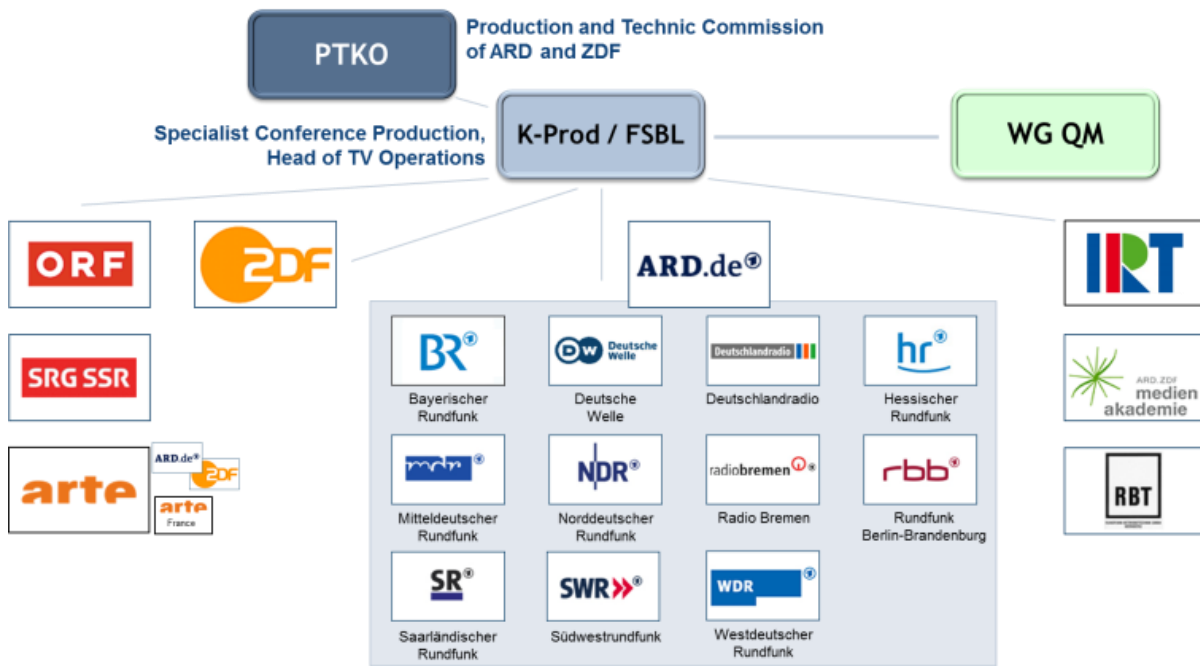 PTKO
Production and Technic Commission
of ARD and ZDF
Specialist Conference Production,
Head of TV Operations
K-Prod / FSBL
WG QM
ORF
ZDF
ARD.de
IRT
SRG SSR
arte
ARD.de
ZDF
arte
France
BR
Bayerischer
Rundfunk
DW Deutsche
Welle
Deutsche
Welle
Deutschlandradio
Deutschlandradio
hr
Hessischer
Rundfunk
ARD.ZDF
medien
akademie
mdr
Mitteldeutscher
Rundfunk
NDR
Norddeutscher
Rundfunk
radiobremen
Radio Bremen
rbb
Rundfunk
Berlin-Brandenburg
RBT
SR
Saarländischer
Rundfunk
SWR
Südwestrundfunk
WDR
Westdeutscher
Rundfunk